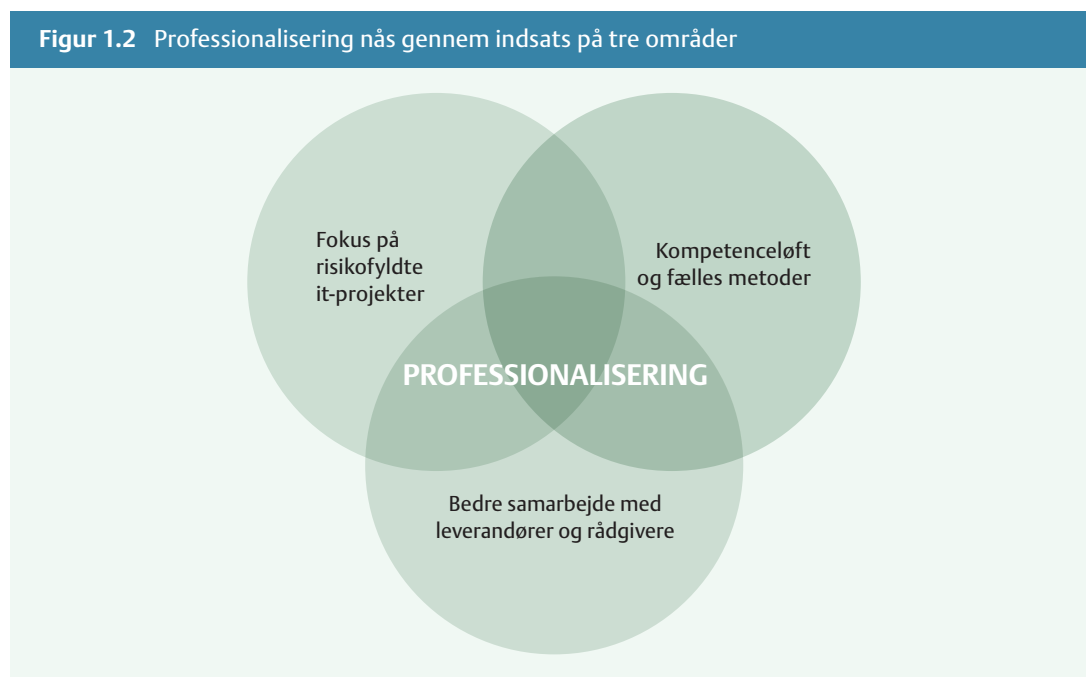 Figur 1.2 Professionalisering nås gennem indsats på tre områder
Fokus på
risikofyldte
it-projekter
Kompetenceløft
og fælles metoder
PROFESSIONALISERING
Bedre samarbejde med
leverandører og rådgivere